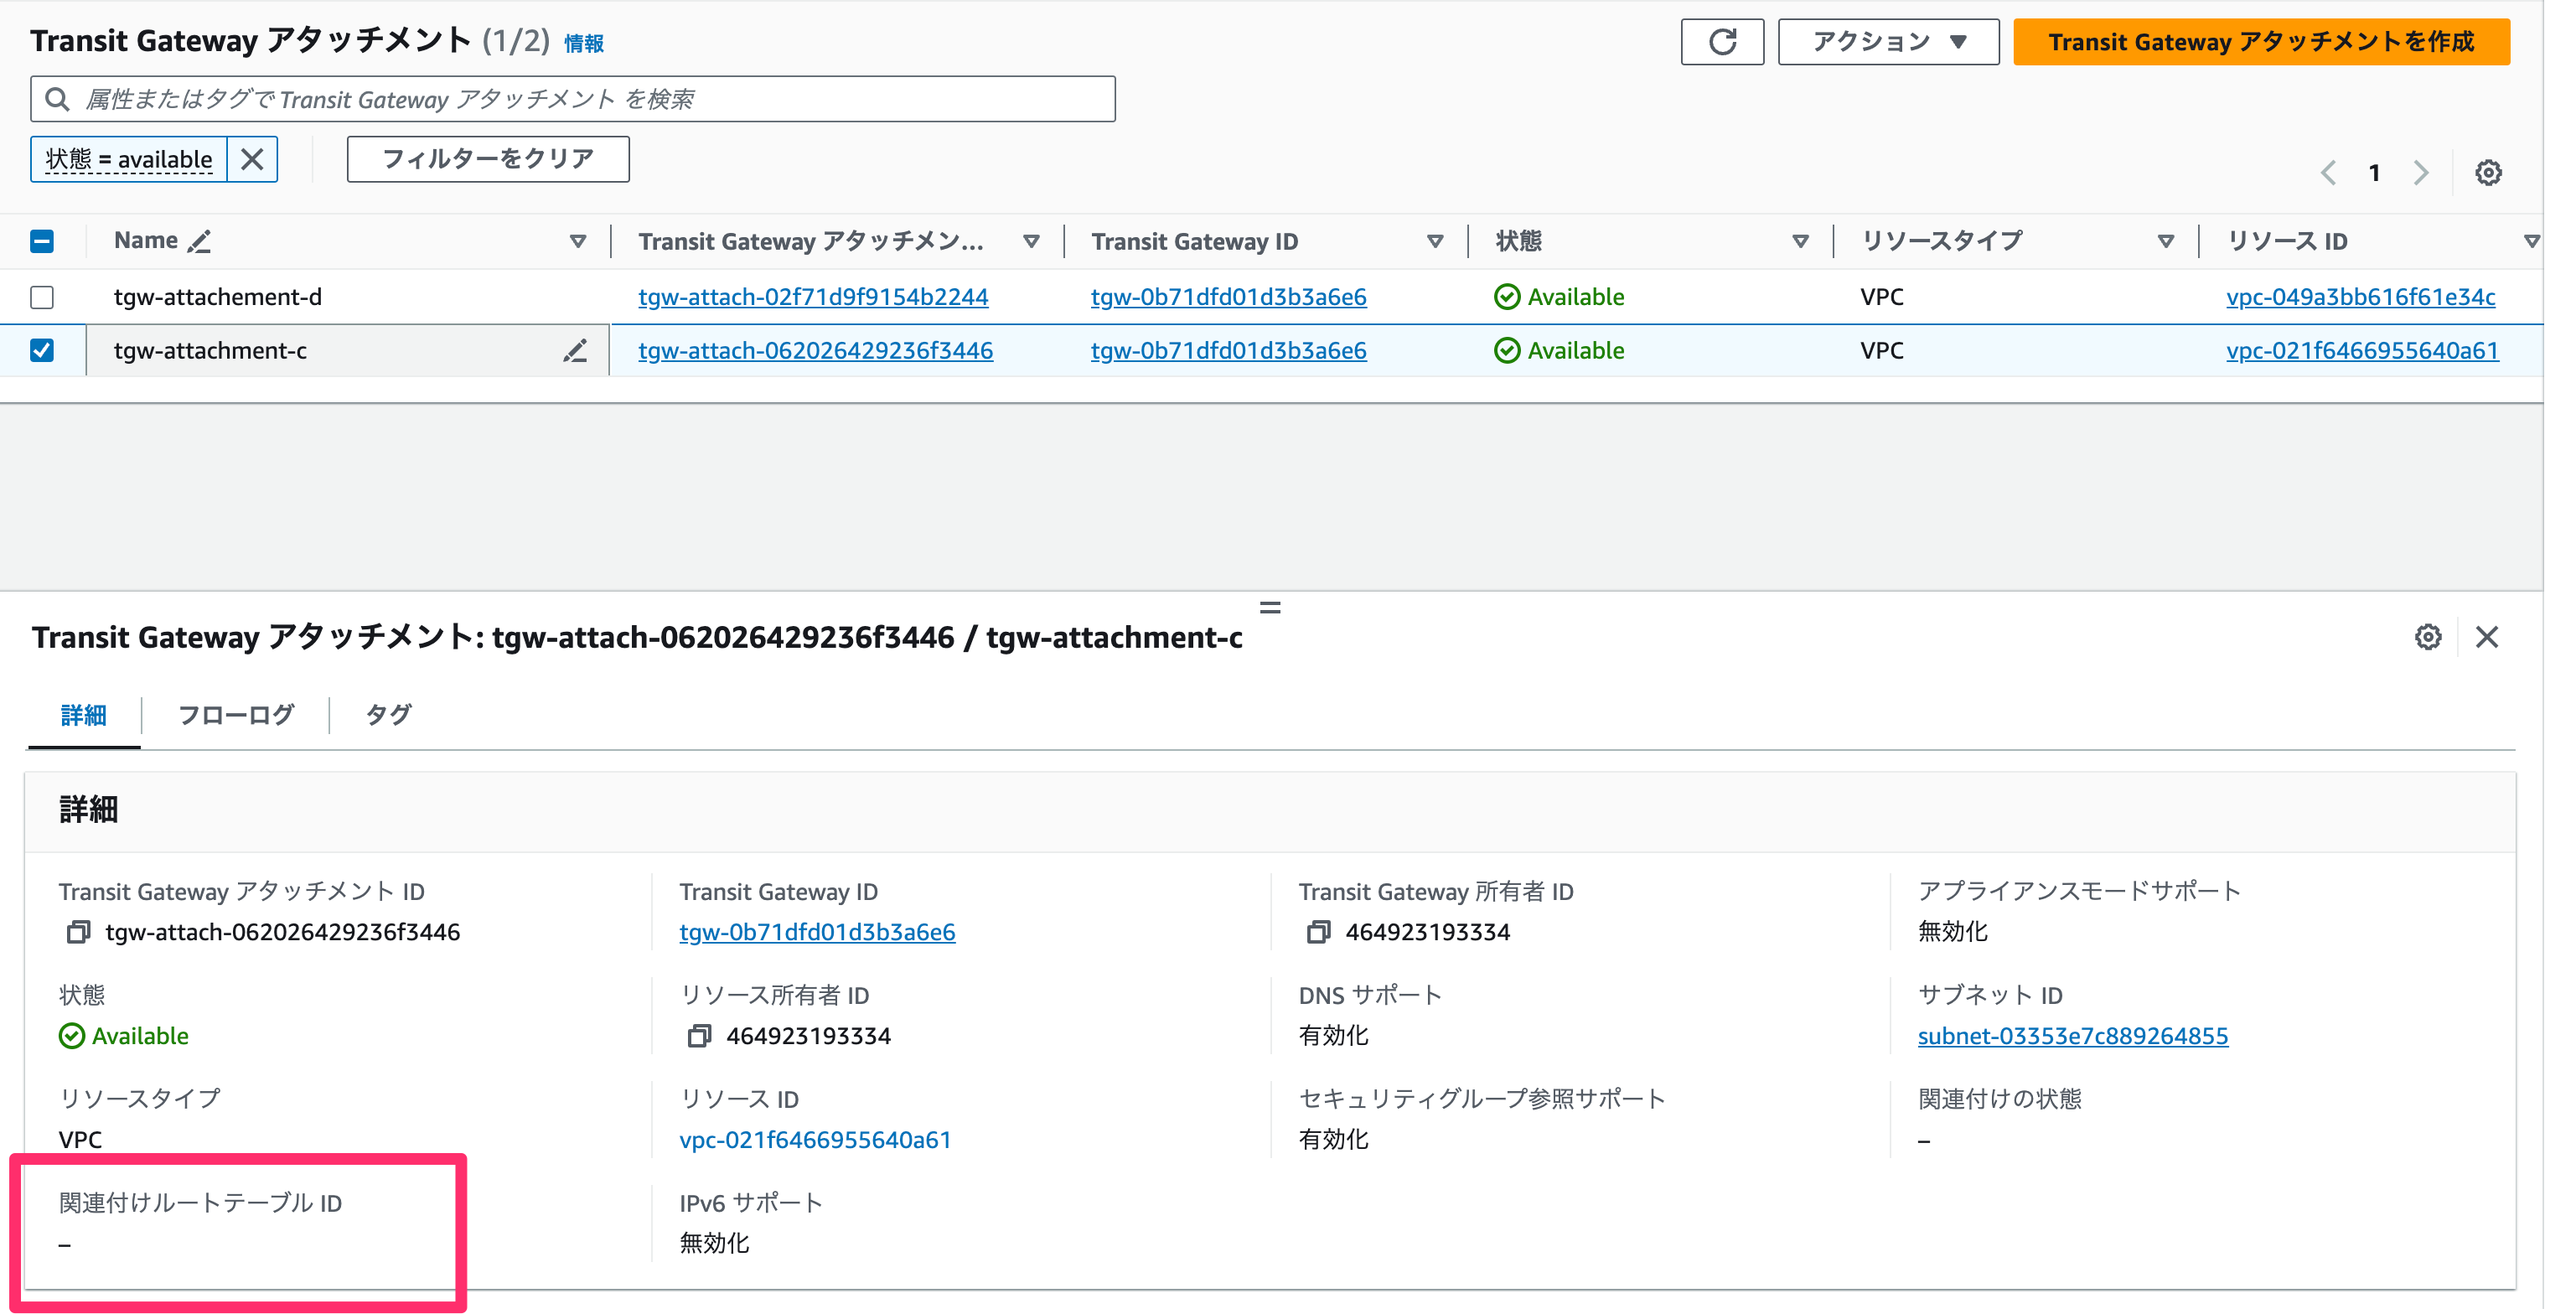 Transit Gateway アタッチメント (1/2) 情報
アクション
Transit Gateway アタッチメントを作成
属性またはタグで Transit Gateway アタッチメント を検索
状態 = available
フィルターをクリア
1
Name
Transit Gateway アタッチメン...
Transit Gateway ID
状態
リソースタイプ
リソース ID
tgw-attachement-d
tgw-attach-02f71d9f9154b2244
tgw-0b71dfd01d3b3a6e6
Available
VPC
vpc-049a3bb616f61e34c
tgw-attachment-c
tgw-attach-062026429236f3446
tgw-0b71dfd01d3b3a6e6
Available
VPC
vpc-021f6466955640a61
Transit Gateway アタッチメント: tgw-attach-062026429236f3446 / tgw-attachment-c
詳細
フローログ
タグ
詳細
Transit Gateway アタッチメント ID
tgw-attach-062026429236f3446
Transit Gateway ID
tgw-0b71dfd01d3b3a6e6
Transit Gateway 所有者 ID
464923193334
アプライアンスモードサポート
無効化
状態
Available
リソース所有者 ID
464923193334
DNS サポート
有効化
サブネット ID
subnet-03353e7c889264855
リソースタイプ
VPC
リソース ID
vpc-021f6466955640a61
セキュリティグループ参照サポート
有効化
関連付けの状態
–
関連付けルートテーブル ID
–
IPv6 サポート
無効化